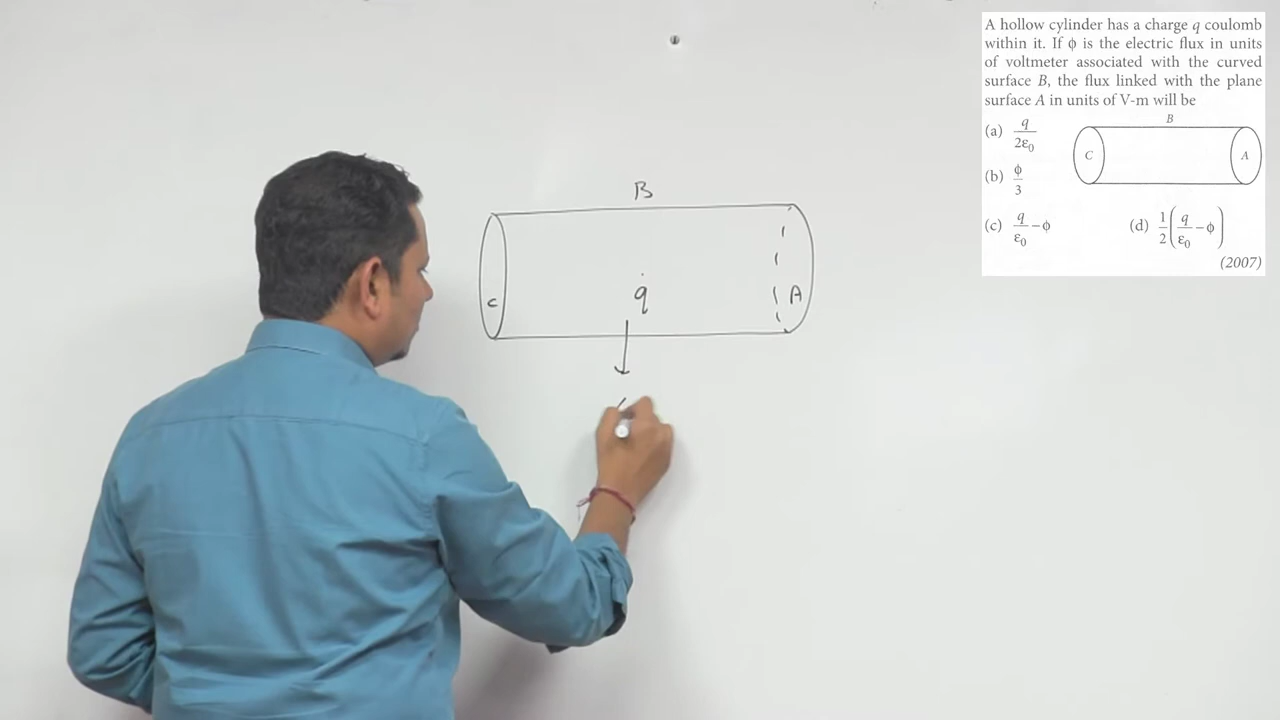 A hollow cylinder has a charge q coulomb
within it. If ϕ is the electric flux in units
of voltmeter associated with the curved
surface B, the flux linked with the plane
surface A in units of V-m will be
(a) q/2ε₀
(b) ϕ/3
(c) q/ε₀ − ϕ
(d) 1/2 (q/ε₀ − ϕ)
(2007)
B
C
A
B
C
q
A